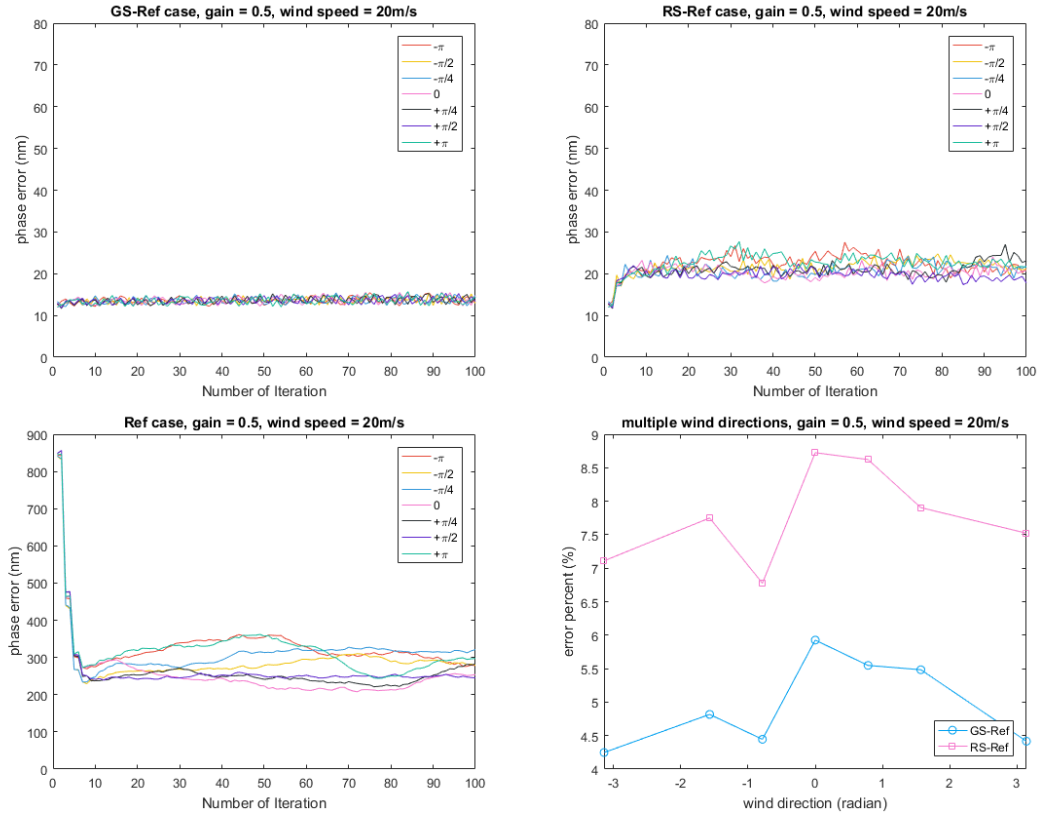 GS-Ref case, gain = 0.5, wind speed = 20m/s
80
70
60
50
40
30
20
10
0
phase error (nm)
-π
-π/2
-π/4
0
+π/4
+π/2
+π
0 10 20 30 40 50 60 70 80 90 100
Number of Iteration
RS-Ref case, gain = 0.5, wind speed = 20m/s
80
70
60
50
40
30
20
10
0
phase error (nm)
-π
-π/2
-π/4
0
+π/4
+π/2
+π
0 10 20 30 40 50 60 70 80 90 100
Number of Iteration
Ref case, gain = 0.5, wind speed = 20m/s
900
800
700
600
500
400
300
200
100
0
phase error (nm)
-π
-π/2
-π/4
0
+π/4
+π/2
+π
0 10 20 30 40 50 60 70 80 90 100
Number of Iteration
multiple wind directions, gain = 0.5, wind speed = 20m/s
9
8.5
8
7.5
7
6.5
6
5.5
5
4.5
4
error percent (%)
GS-Ref
RS-Ref
-3 -2 -1 0 1 2 3
wind direction (radian)